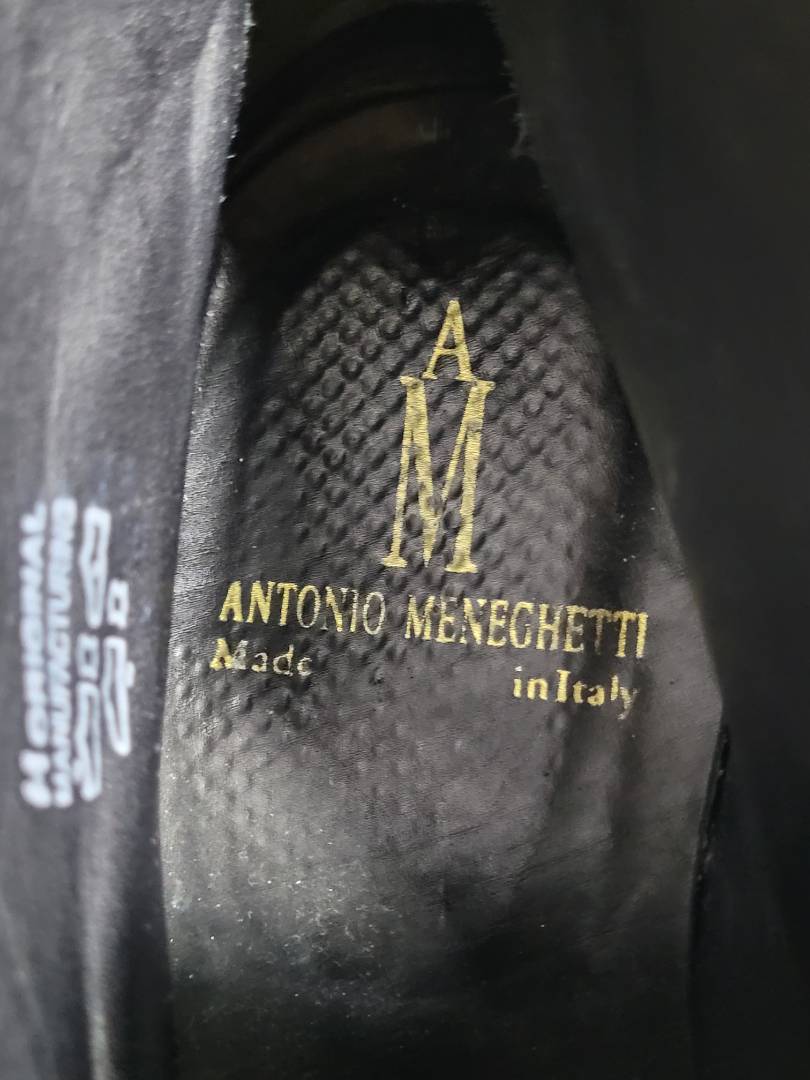 A
M
ANTONIO MENEGHETTI
Made in Italy
ORIGINAL
MANUFACTURING